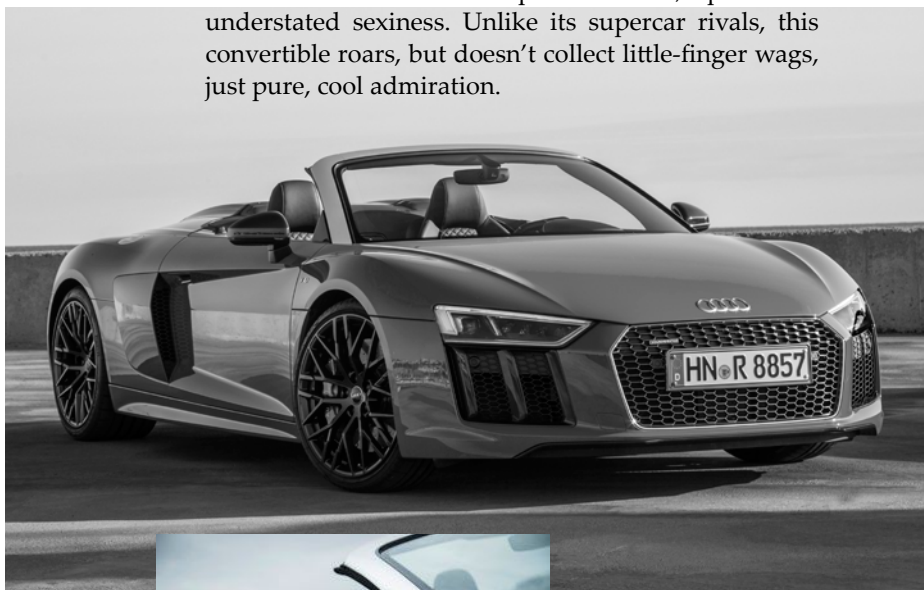 understated sexiness. Unlike its supercar rivals, this
convertible roars, but doesn’t collect little-finger wags,
just pure, cool admiration.
HN R 8857